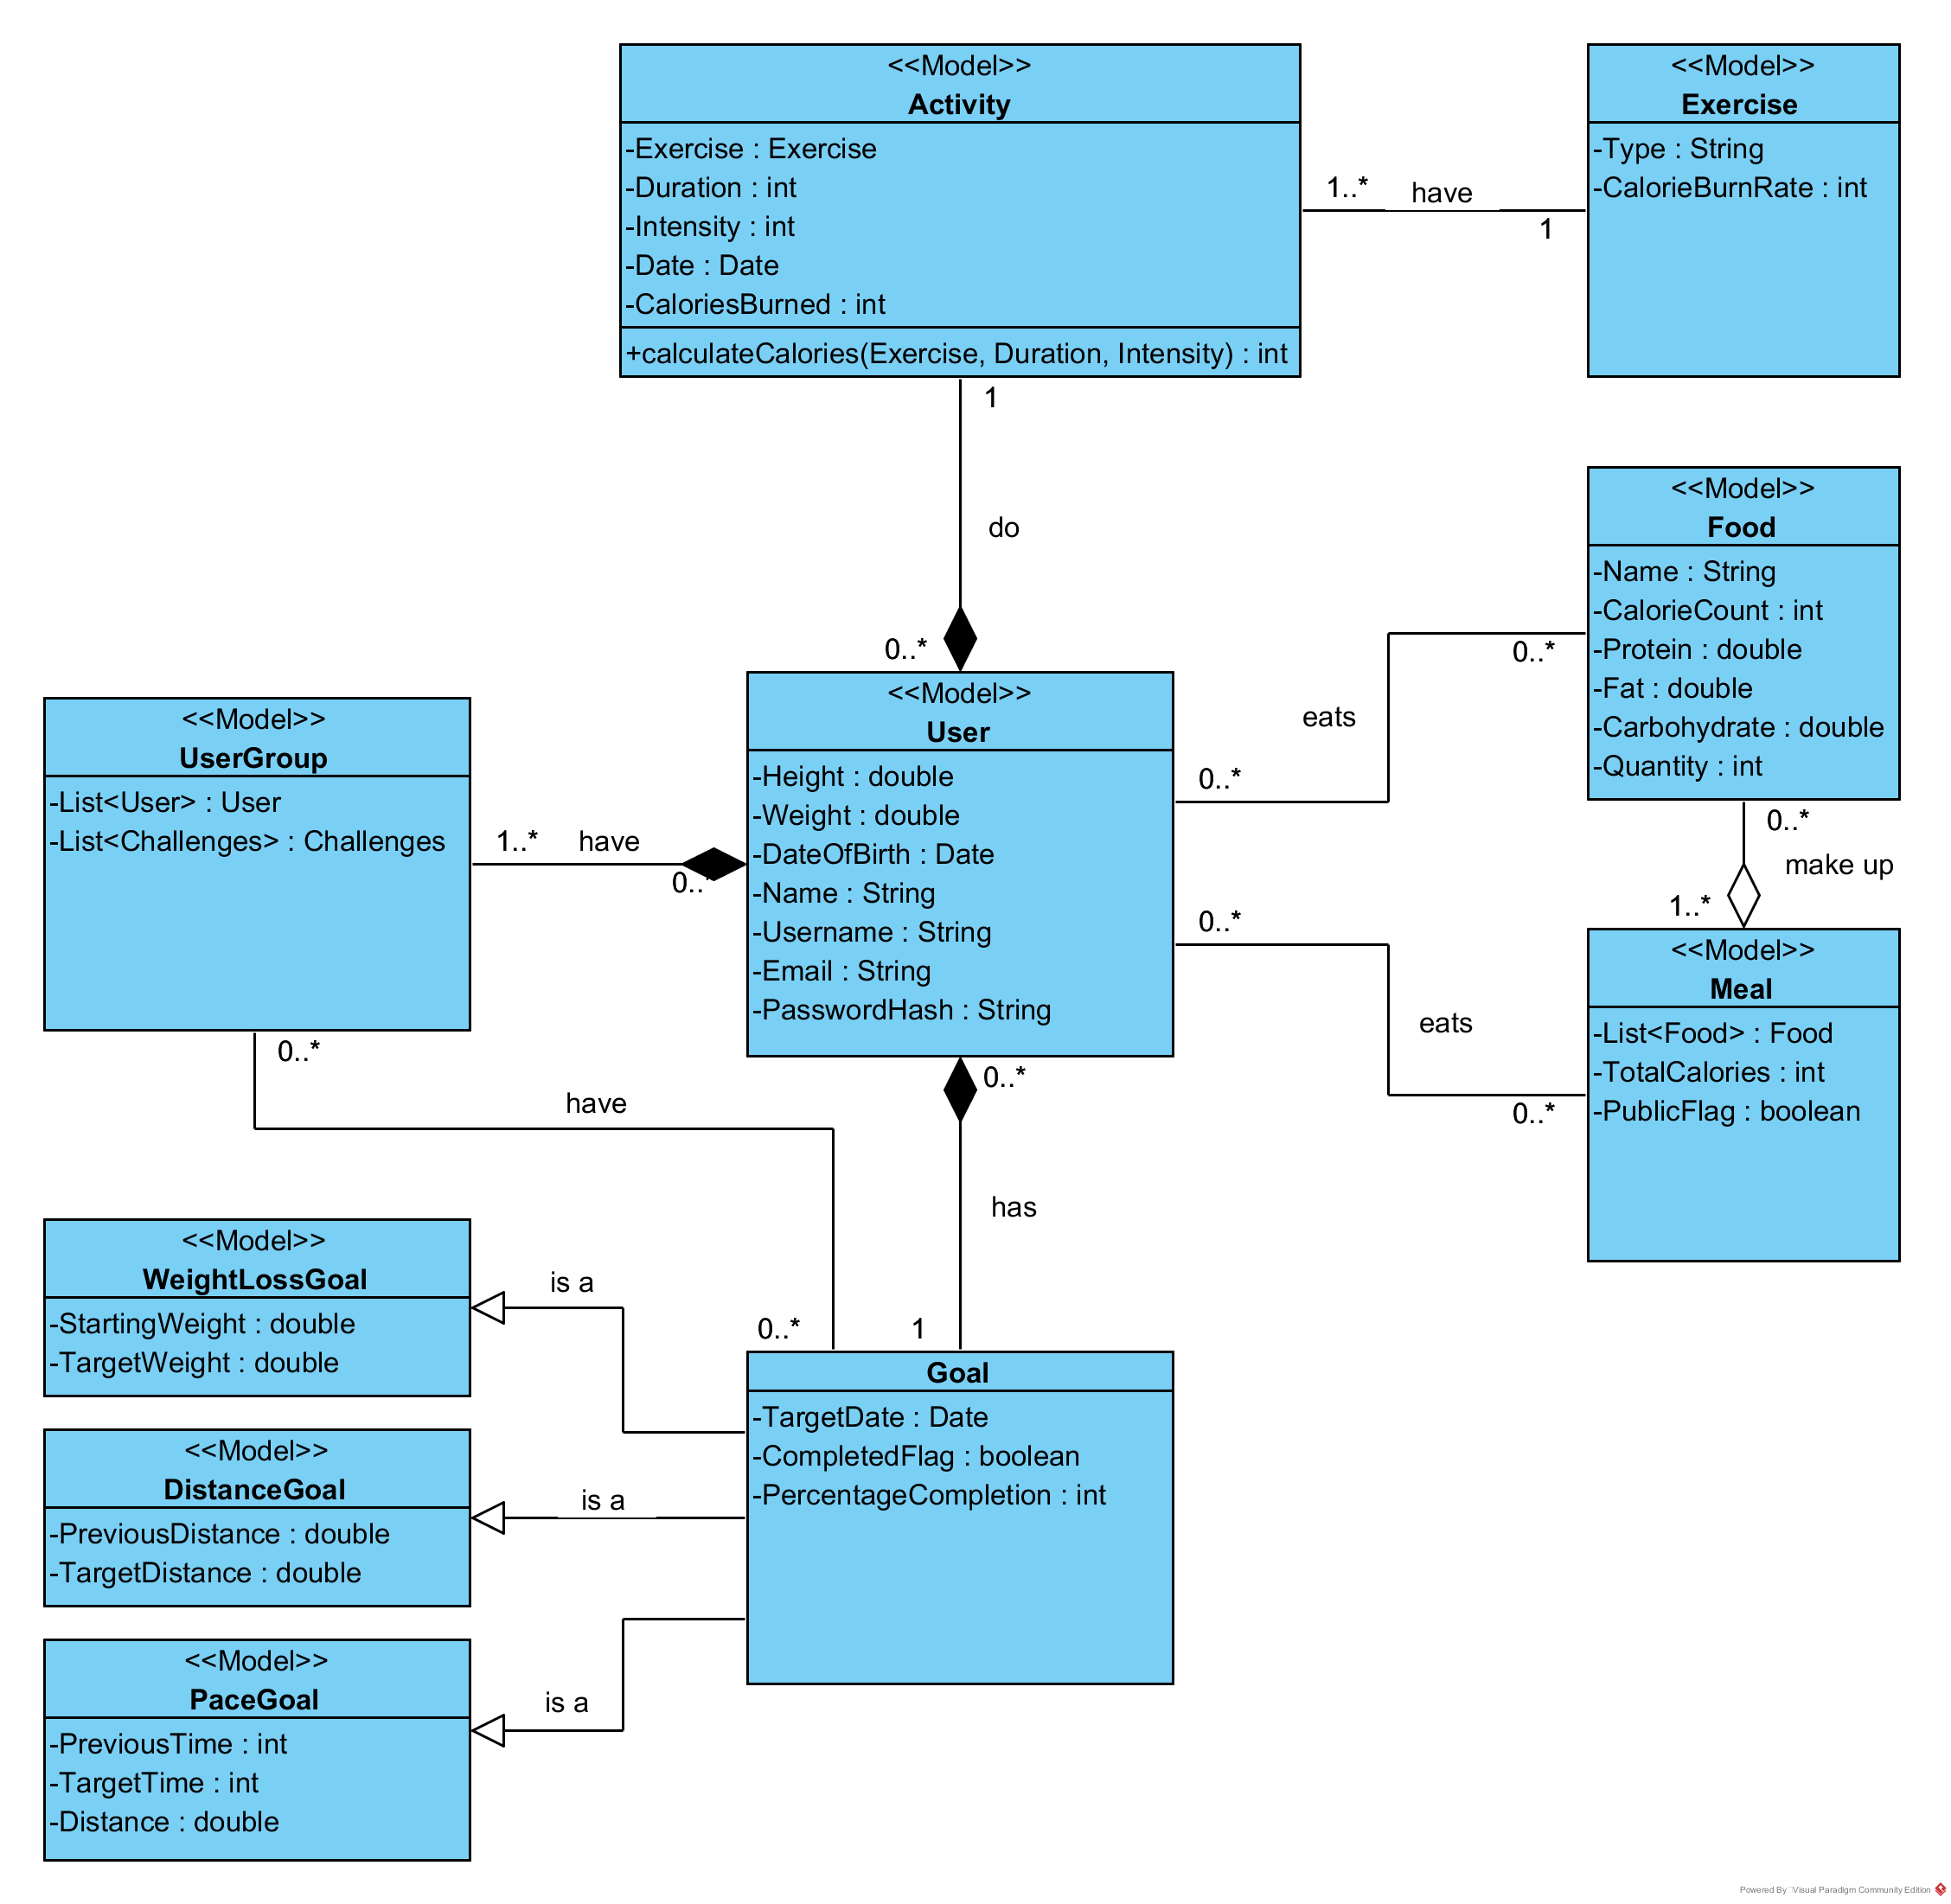 <<Model>>
Activity
-Exercise : Exercise
-Duration : int
-Intensity : int
-Date : Date
-CaloriesBurned : int
+calculateCalories(Exercise, Duration, Intensity) : int
<<Model>>
Exercise
-Type : String
-CalorieBurnRate : int
1..*
have
1
1
do
0..*
<<Model>>
Food
-Name : String
-CalorieCount : int
-Protein : double
-Fat : double
-Carbohydrate : double
-Quantity : int
<<Model>>
UserGroup
-List<User> : User
-List<Challenges> : Challenges
<<Model>>
User
-Height : double
-Weight : double
-DateOfBirth : Date
-Name : String
-Username : String
-Email : String
-PasswordHash : String
0..*
eats
0..*
1..*
have
0..*
0..*
make up
1..*
0..*
eats
0..*
<<Model>>
Meal
-List<Food> : Food
-TotalCalories : int
-PublicFlag : boolean
0..*
have
0..*
0..*
has
1
<<Model>>
WeightLossGoal
-StartingWeight : double
-TargetWeight : double
is a
<<Model>>
DistanceGoal
-PreviousDistance : double
-TargetDistance : double
is a
<<Model>>
PaceGoal
-PreviousTime : int
-TargetTime : int
-Distance : double
is a
Goal
-TargetDate : Date
-CompletedFlag : boolean
-PercentageCompletion : int
Powered By Visual Paradigm Community Edition